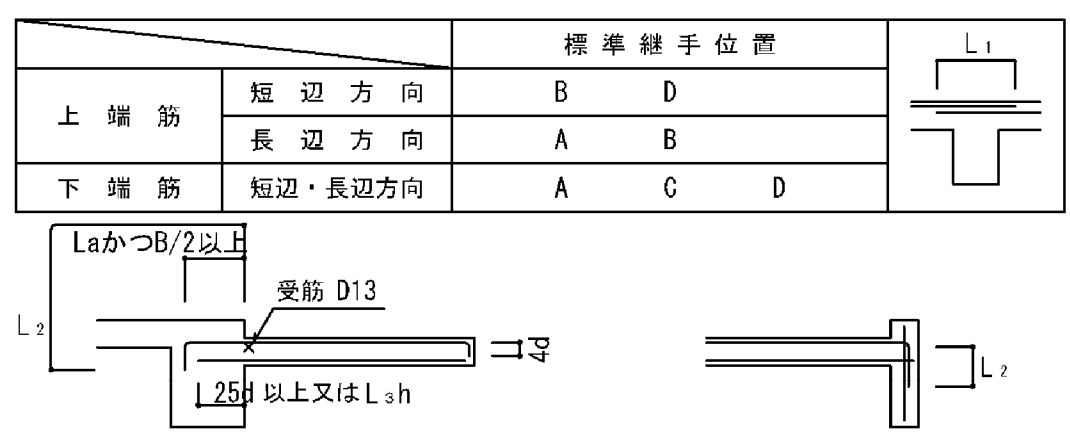 標準継手位置
L1
上端筋 短辺方向 B D
長辺方向 A B
下端筋 短辺・長辺方向 A C D
LaかつB/2以上
受筋 D13
L2
4d
L2
25d 以上又はL3h